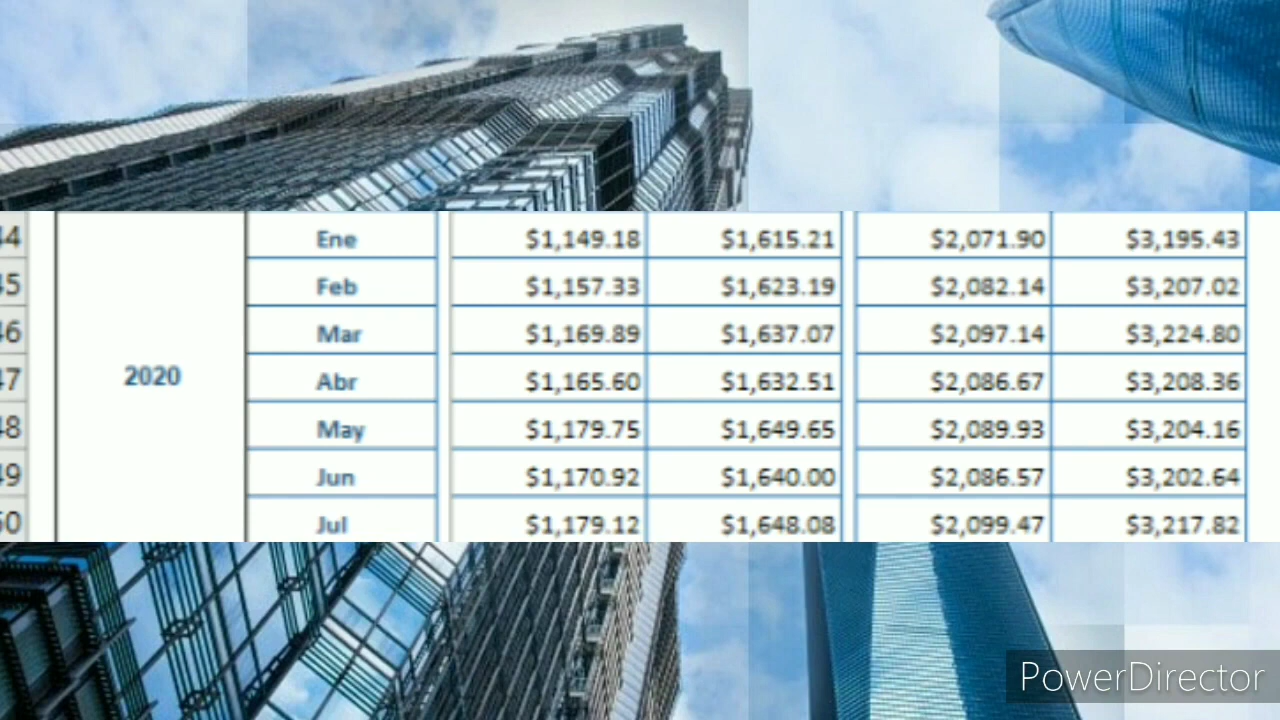 44 Ene $1,149.18 $1,615.21 $2,071.90 $3,195.43
45 Feb $1,157.33 $1,623.19 $2,082.14 $3,207.02
46 Mar $1,169.89 $1,637.07 $2,097.14 $3,224.80
47 2020 Abr $1,165.60 $1,632.51 $2,086.67 $3,208.36
48 May $1,179.75 $1,649.65 $2,089.93 $3,204.16
49 Jun $1,170.92 $1,640.00 $2,086.57 $3,202.64
50 Jul $1,179.12 $1,648.08 $2,099.47 $3,217.82
PowerDirector